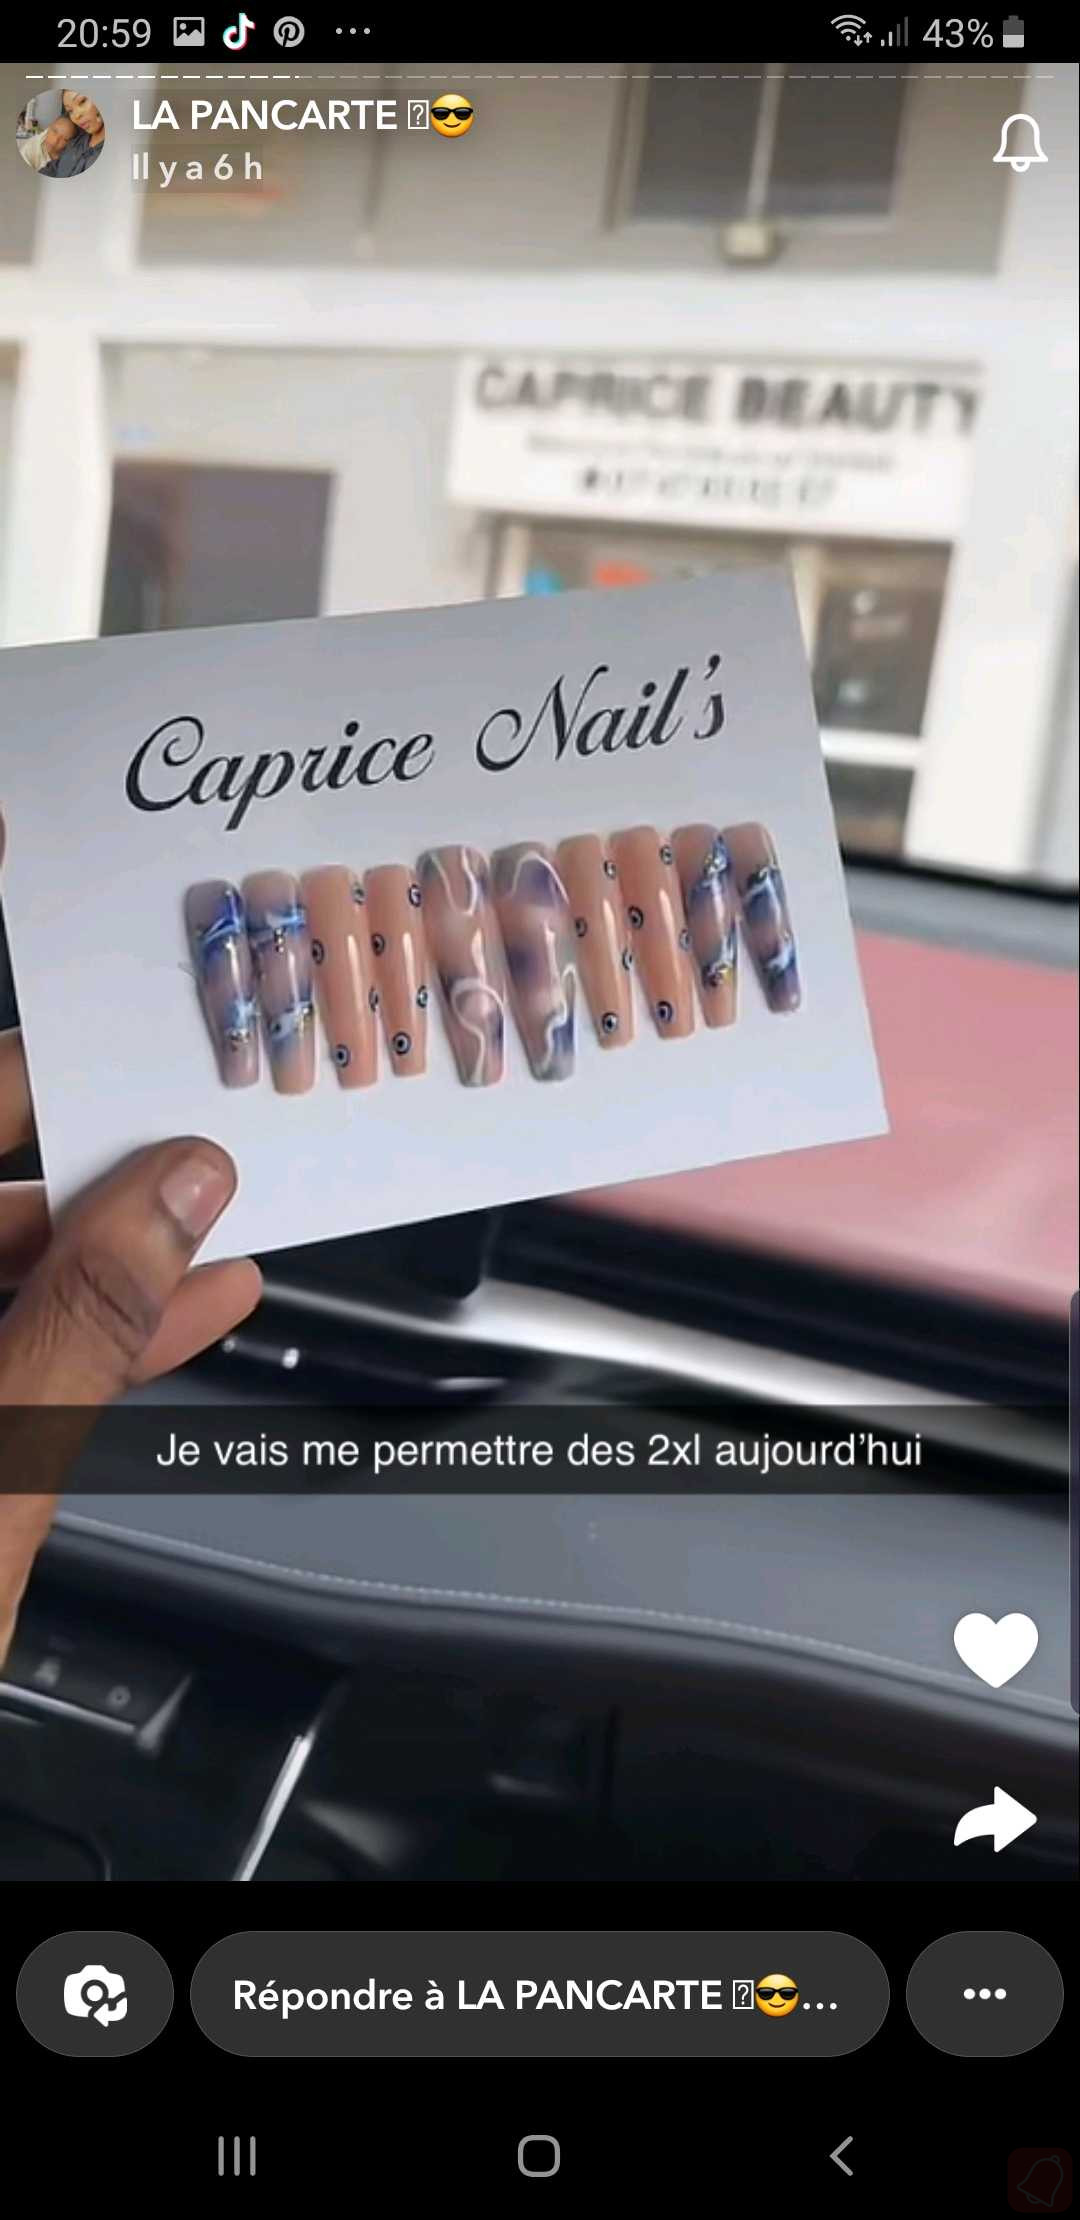 20:59
43%
LA PANCARTE
Il y a 6 h
CAPRICE BEAUTY
Caprice Nail's
Je vais me permettre des 2xl aujourd'hui
Répondre à LA PANCARTE 😎...